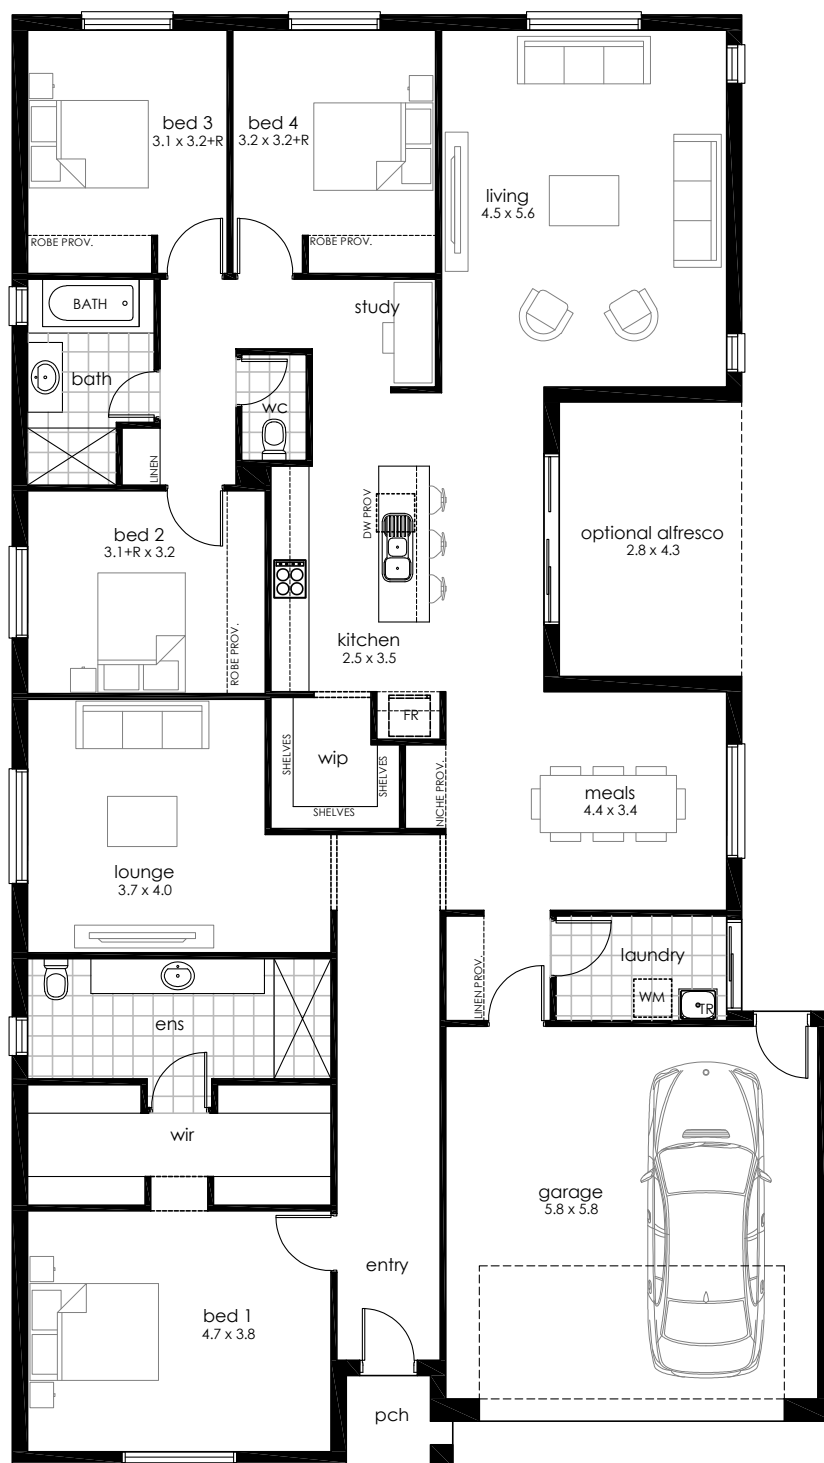 bed 3
3.1 x 3.2+R
bed 4
3.2 x 3.2+R
living
4.5 x 5.6
ROBE PROV.
ROBE PROV.
BATH
study
bath
wc
LINEN
DW PROV
bed 2
3.1+R x 3.2
optional alfresco
2.8 x 4.3
ROBE PROV.
kitchen
2.5 x 3.5
FR
SHELVES
wip
SHELVES
SHELVES
NICHE PROV.
meals
4.4 x 3.4
lounge
3.7 x 4.0
laundry
LINEN PROV.
WM
TR
ens
wir
garage
5.8 x 5.8
entry
bed 1
4.7 x 3.8
pch